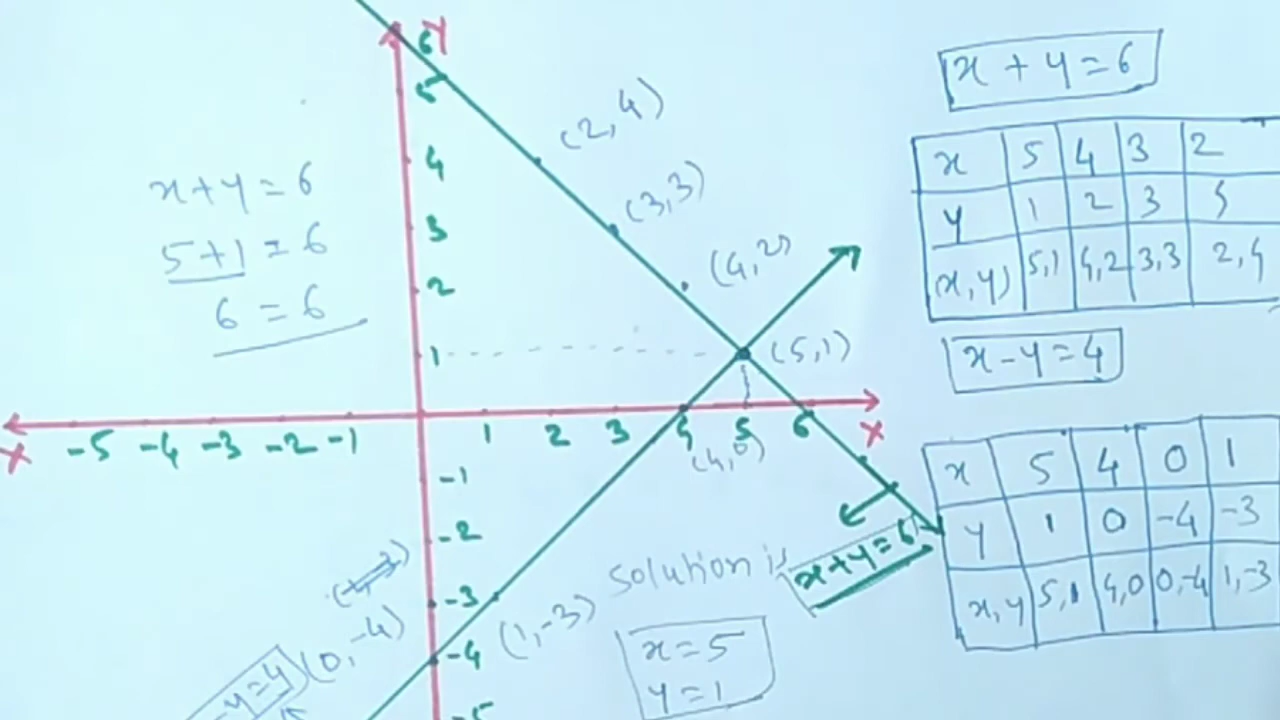 Y
6
5
4
3
2
1
x+y=6
5+1=6
6=6
(2,4)
(3,3)
(4,2)
(5,1)
X -5 -4 -3 -2 -1 1 2 3 4 5 6 X
(4,0)
-1
-2
-3
-4
(0,-4)
(1,-3)
-y=4
solution is
x=5
y=1
x+y=6
x+y=6
x 5 4 3 2
y 1 2 3 4
(x,y) 5,1 4,2 3,3 2,4
x-y=4
x 5 4 0 1
y 1 0 -4 -3
x,y 5,1 4,0 0,-4 1,-3